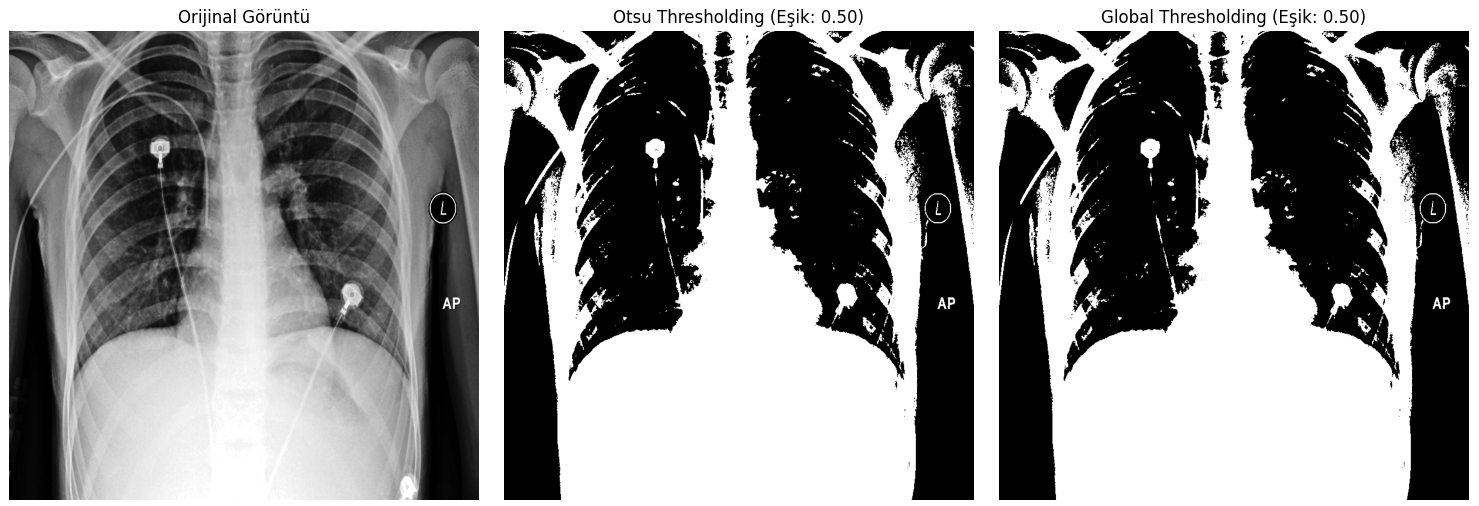 Orijinal Görüntü
Otsu Thresholding (Eşik: 0.50)
Global Thresholding (Eşik: 0.50)
L
AP
L
AP
L
AP